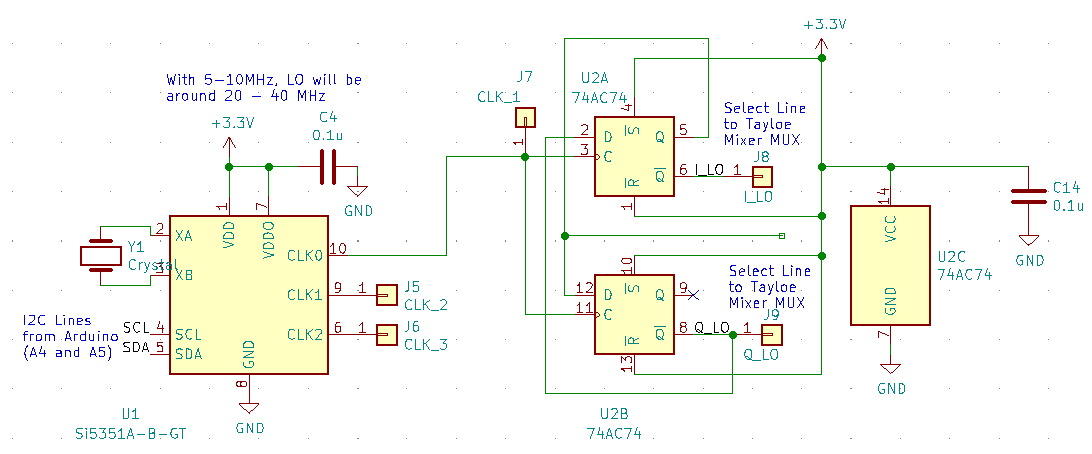 +3.3V
J7
CLK_1
U2A
74AC74
With 5-10MHz, LO will be
around 20 - 40 MHz
Select Line
to Tayloe
Mixer MUX
C4
0.1u
+3.3V
4
S
2 D Q 5
3 C
J8
Q 6 I_LO 1
R
1
I_LO
GND
1 7
VDD VDDO
14
VCC
C14
0.1u
GND
2 XA
Y1
Crystal
3 XB
CLK0 10
10
S
U2C
74AC74
Select Line
to Tayloe
Mixer MUX
CLK1 9 1 J5
CLK_2
12 D Q 9
11 C
GND
7
J9
I2C Lines
from Arduino
(A4 and A5)
SCL 4 SCL
SDA 5 SDA
CLK2 6 1 J6
CLK_3
Q 8 Q_LO 1
R
13
Q_LO
GND
8
GND
GND
U1
Si5351A-B-GT
U2B
74AC74